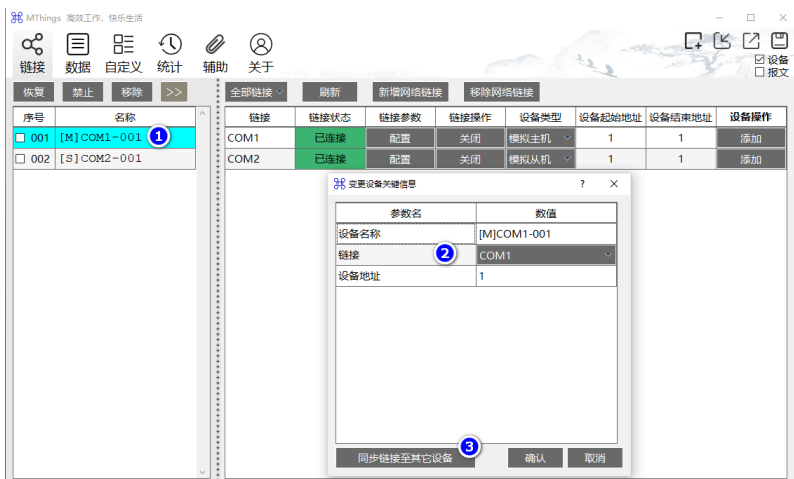 MThings 高效工作，快乐生活
链接 数据 自定义 统计 辅助 关于
设备
报文
恢复 禁止 移除 >> 全部链接 刷新 新增网络链接 移除网络链接
序号 名称 链接 链接状态 链接参数 链接操作 设备类型 设备起始地址 设备结束地址 设备操作
001 [M]COM1-001 1 COM1 已连接 配置 关闭 模拟主机 1 1 添加
002 [S]COM2-001 COM2 已连接 配置 关闭 模拟从机 1 1 添加
变更设备关键信息 ?
参数名 数值
设备名称 [M]COM1-001
链接 2 COM1
设备地址 1
3
同步链接至其它设备 确认 取消